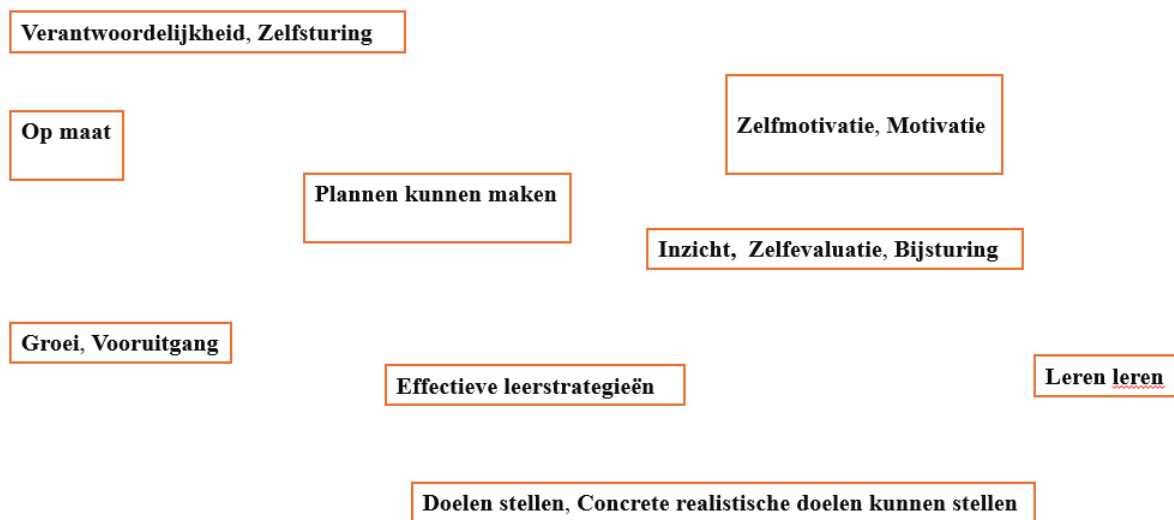 Verantwoordelijkheid, Zelfsturing
Op maat
Zelfmotivatie, Motivatie
Plannen kunnen maken
Inzicht, Zelfevaluatie, Bijsturing
Groei, Vooruitgang
Effectieve leerstrategieën
Leren leren
Doelen stellen, Concrete realistische doelen kunnen stellen